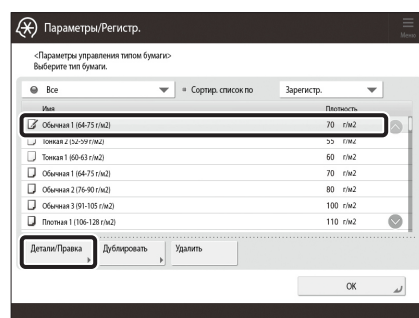 Параметры/Регистр.
Меню
<Параметры управления типом бумаги>
Выберите тип бумаги.
Все
Сортир. список по
Зарегистр.
Имя Плотность
Обычная 1 (64-75 г/м2) 70 г/м2
Тонкая 2 (52-59 г/м2) 55 г/м2
Тонкая 1 (60-63 г/м2) 60 г/м2
Обычная 1 (64-75 г/м2) 70 г/м2
Обычная 2 (76-90 г/м2) 80 г/м2
Обычная 3 (91-105 г/м2) 100 г/м2
Плотная 1 (106-128 г/м2) 110 г/м2
Детали/Правка Дублировать Удалить
OK